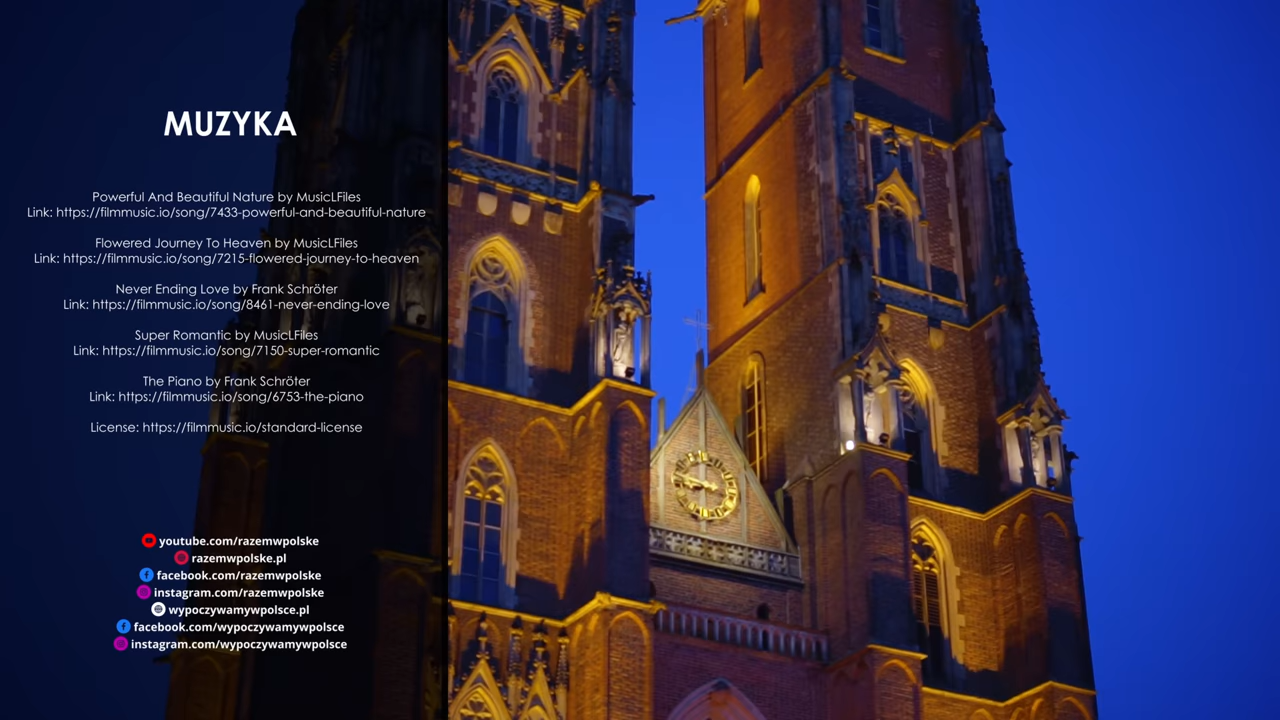 MUZYKA
Powerful And Beautiful Nature by MusicLFiles
Link: https://filmmusic.io/song/7433-powerful-and-beautiful-nature
Flowered Journey To Heaven by MusicLFiles
Link: https://filmmusic.io/song/7215-flowered-journey-to-heaven
Never Ending Love by Frank Schröter
Link: https://filmmusic.io/song/8461-never-ending-love
Super Romantic by MusicLFiles
Link: https://filmmusic.io/song/7150-super-romantic
The Piano by Frank Schröter
Link: https://filmmusic.io/song/6753-the-piano
License: https://filmmusic.io/standard-license
youtube.com/razemwpolske
razemwpolske.pl
facebook.com/razemwpolske
instagram.com/razemwpolske
wypoczywamywpolsce.pl
facebook.com/wypoczywamywpolsce
instagram.com/wypoczywamywpolsce